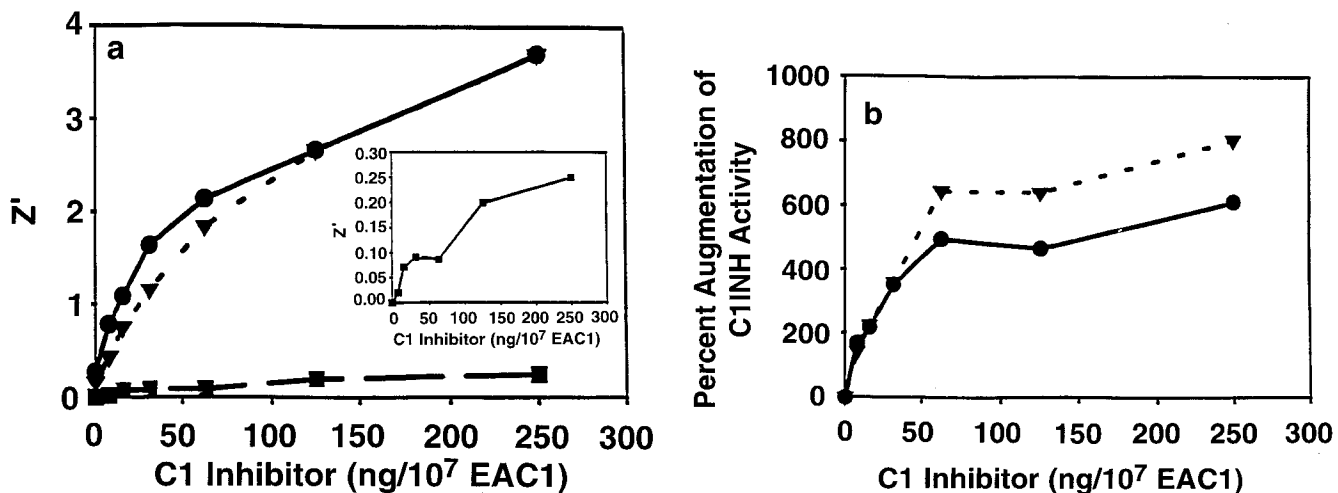 a
4
3
2
1
0
Z'
0 50 100 150 200 250 300
C1 Inhibitor (ng/10⁷ EAC1)
0.30
0.25
0.20
0.15
0.10
0.05
0.00
Z'
0 50 100 150 200 250 300
C1 Inhibitor (ng/10⁷ EAC1)
b
1000
800
600
400
200
0
Percent Augmentation of
C1INH Activity
0 50 100 150 200 250 300
C1 Inhibitor (ng/10⁷ EAC1)